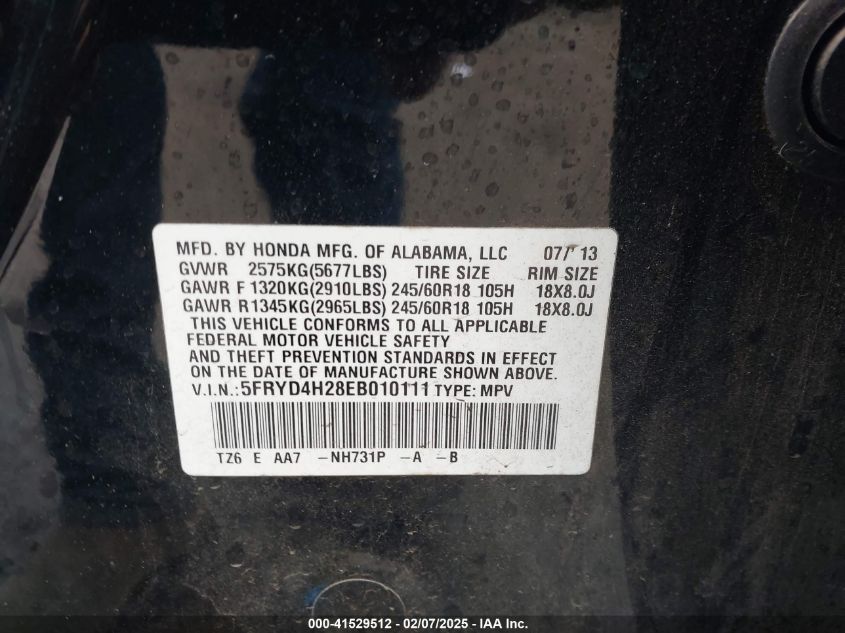 MFD. BY HONDA MFG. OF ALABAMA, LLC 07/'13
GVWR 2575KG(5677LBS) TIRE SIZE RIM SIZE
GAWR F 1320KG(2910LBS) 245/60R18 105H 18X8.0J
GAWR R 1345KG(2965LBS) 245/60R18 105H 18X8.0J
THIS VEHICLE CONFORMS TO ALL APPLICABLE
FEDERAL MOTOR VEHICLE SAFETY
AND THEFT PREVENTION STANDARDS IN EFFECT
ON THE DATE OF MANUFACTURE SHOWN ABOVE.
V.I.N.:5FRYD4H28EB010111 TYPE: MPV
TZ6 E AA7 -NH731P -A -B
000-41529512 - 02/07/2025 - IAA Inc.